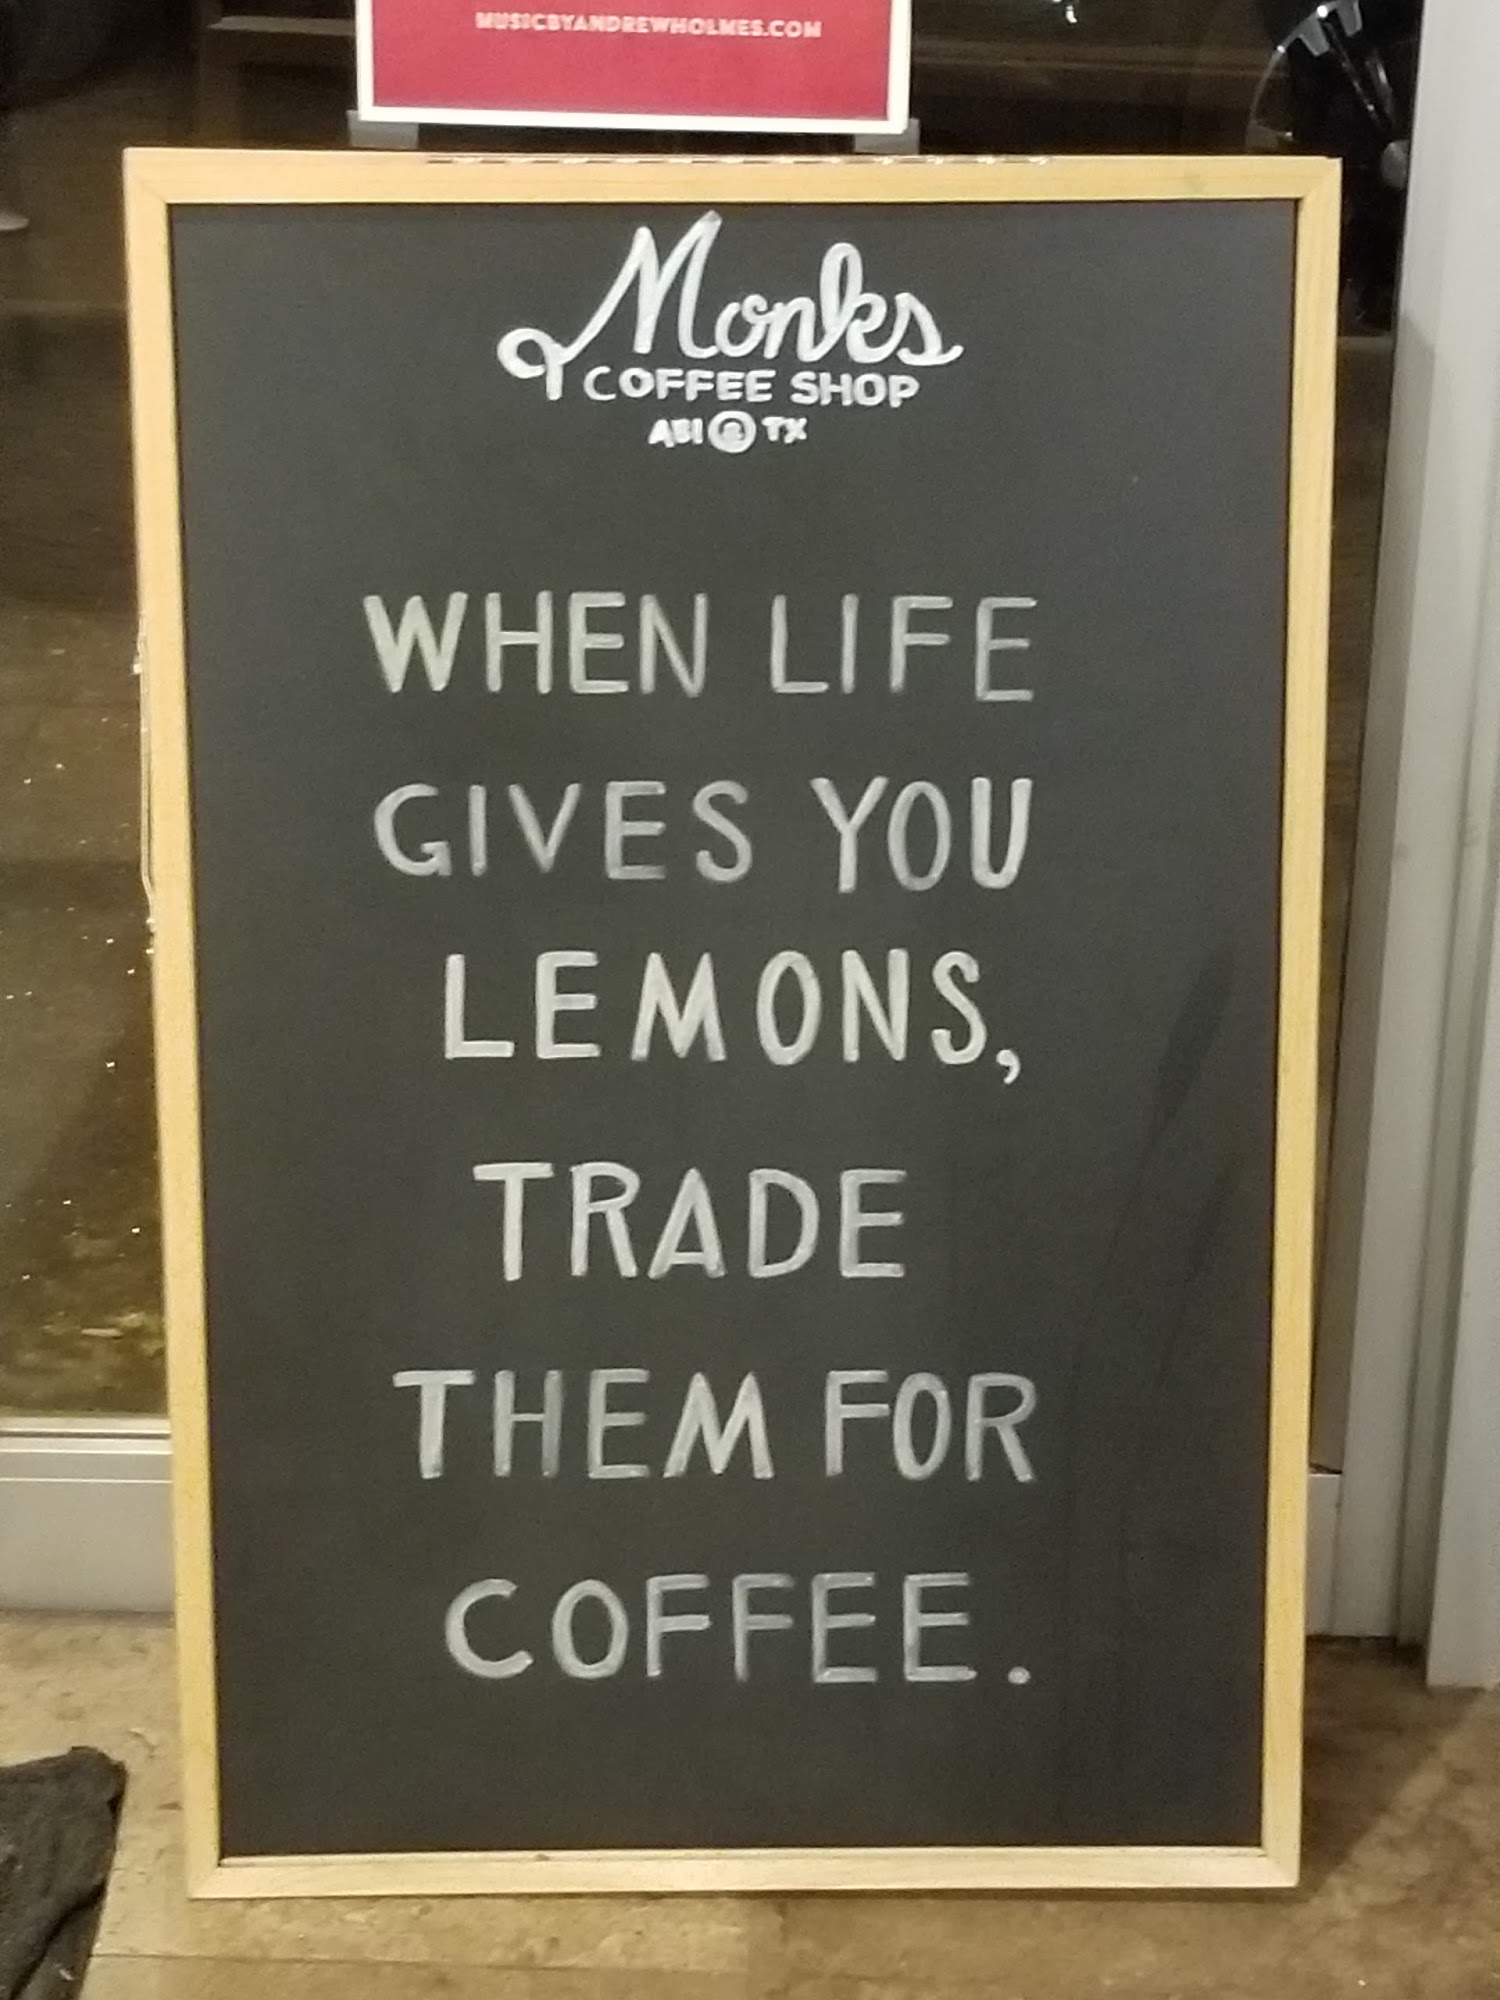 MUSICBYANDREWHOLMES.COM
Monks
COFFEE SHOP
ABI TX
WHEN LIFE
GIVES YOU
LEMONS,
TRADE
THEM FOR
COFFEE.